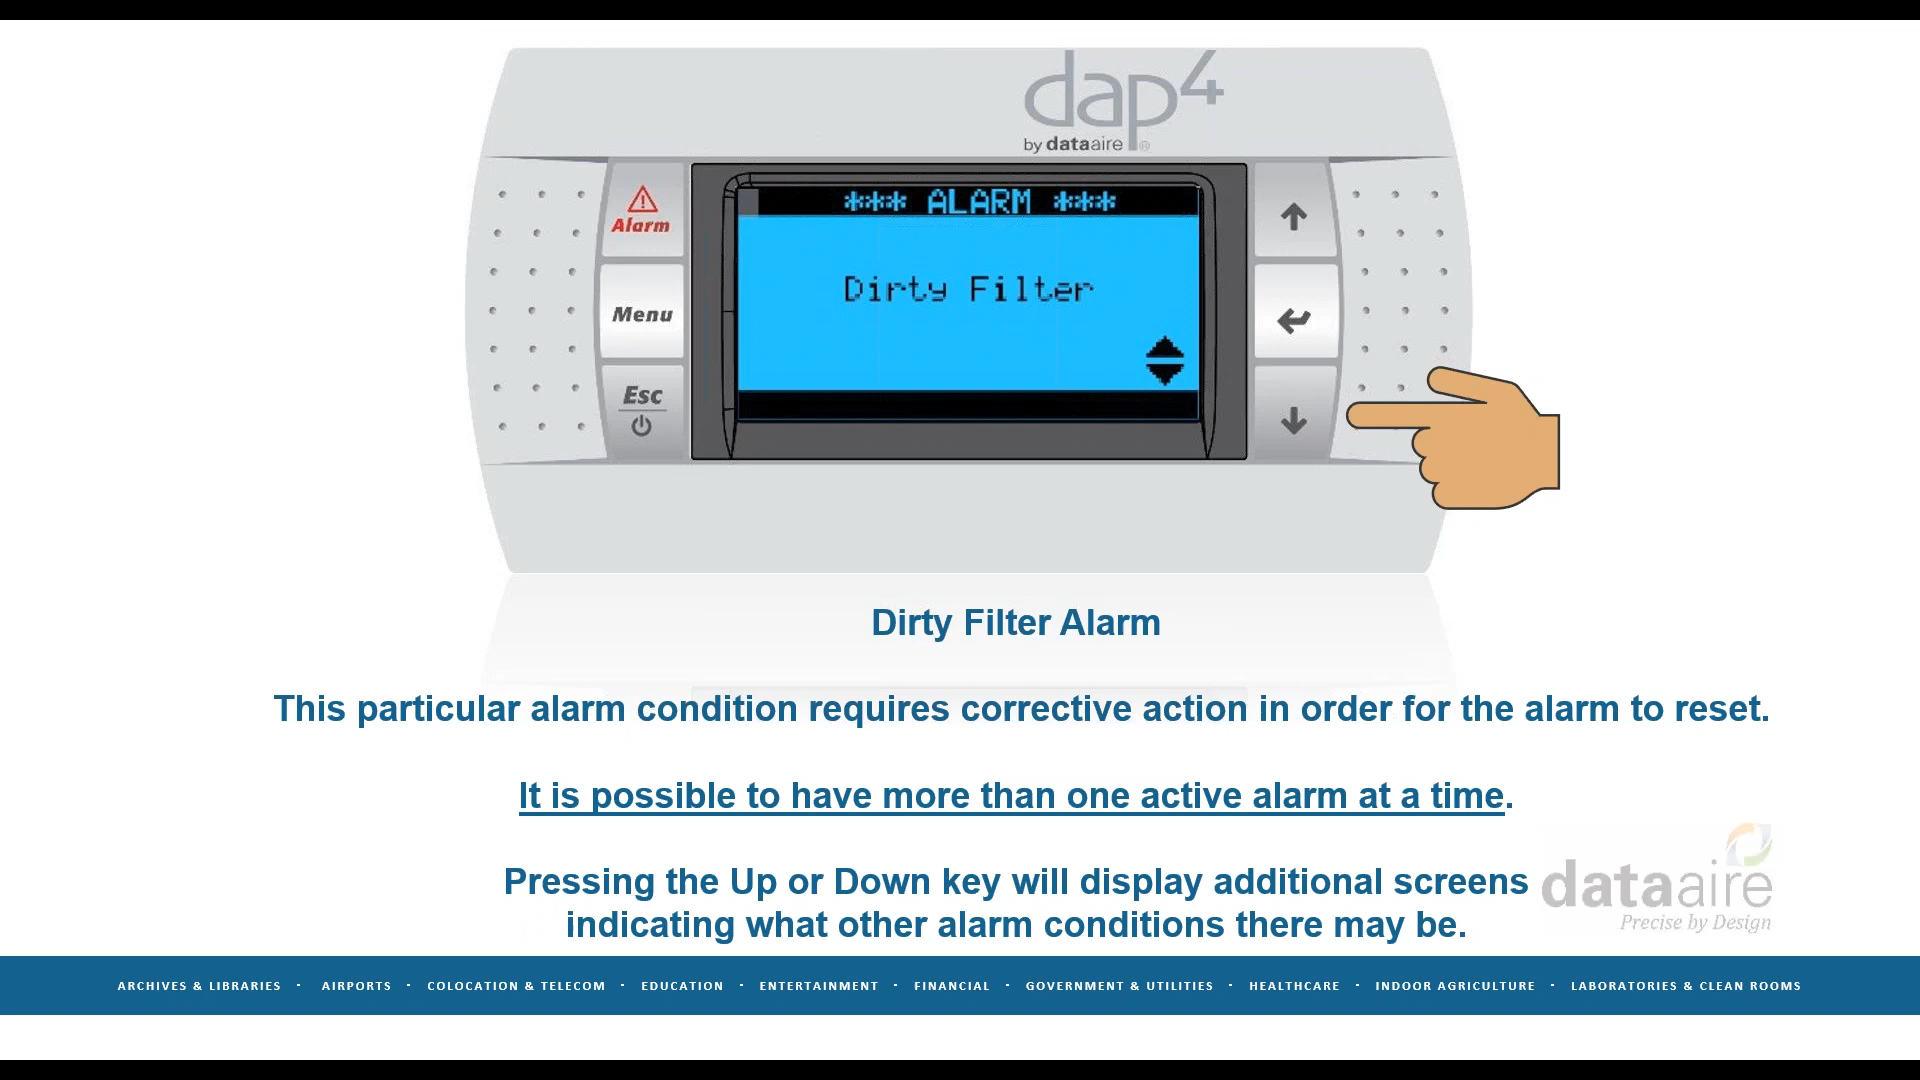 dap4
by dataaire®
*** ALARM ***
Alarm
Dirty Filter
Menu
Esc
Dirty Filter Alarm
This particular alarm condition requires corrective action in order for the alarm to reset.
It is possible to have more than one active alarm at a time.
Pressing the Up or Down key will display additional screens
indicating what other alarm conditions there may be.
dataaire
Precise by Design
ARCHIVES & LIBRARIES · AIRPORTS · COLOCATION & TELECOM · EDUCATION · ENTERTAINMENT · FINANCIAL · GOVERNMENT & UTILITIES · HEALTHCARE · INDOOR AGRICULTURE · LABORATORIES & CLEAN ROOMS